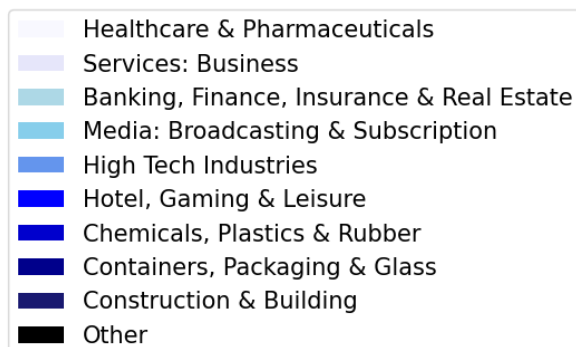 Healthcare & Pharmaceuticals
Services: Business
Banking, Finance, Insurance & Real Estate
Media: Broadcasting & Subscription
High Tech Industries
Hotel, Gaming & Leisure
Chemicals, Plastics & Rubber
Containers, Packaging & Glass
Construction & Building
Other